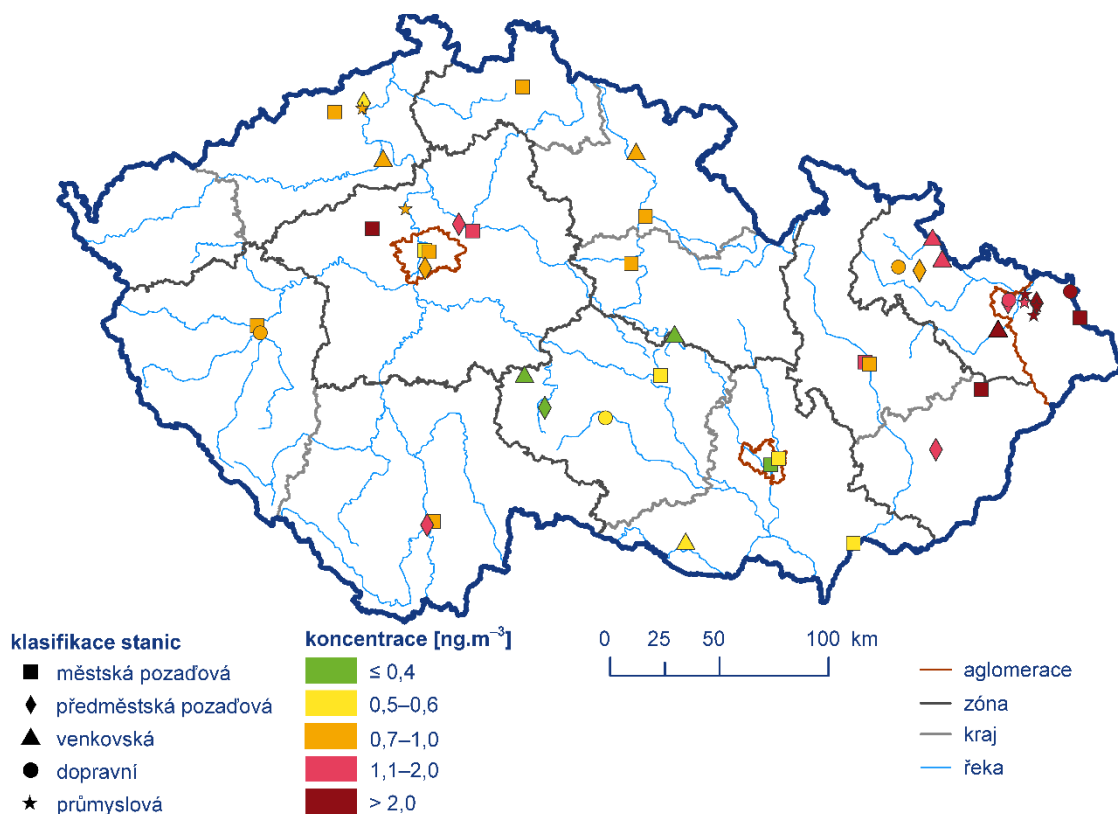 klasifikace stanic
městská pozaďová
předměstská pozaďová
venkovská
dopravní
průmyslová
koncentrace [ng.m⁻³]
≤ 0,4
0,5–0,6
0,7–1,0
1,1–2,0
> 2,0
0 25 50 100 km
aglomerace
zóna
kraj
řeka